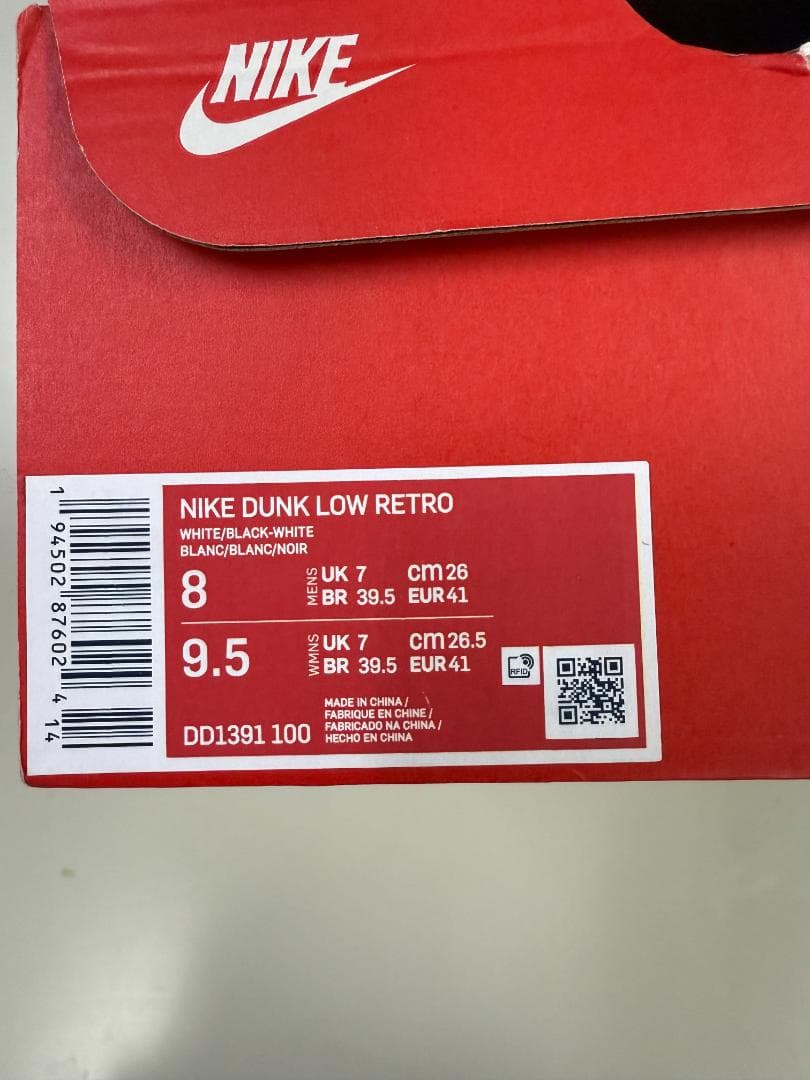 NIKE
NIKE DUNK LOW RETRO
WHITE/BLACK-WHITE
BLANC/BLANC/NOIR
8 MENS UK 7 cm 26
BR 39.5 EUR 41
9.5 WMNS UK 7 cm 26.5
BR 39.5 EUR 41
RFID
DD1391 100
MADE IN CHINA /
FABRIQUE EN CHINE /
FABRICADO NA CHINA /
HECHO EN CHINA
1 94502 87602 4 14